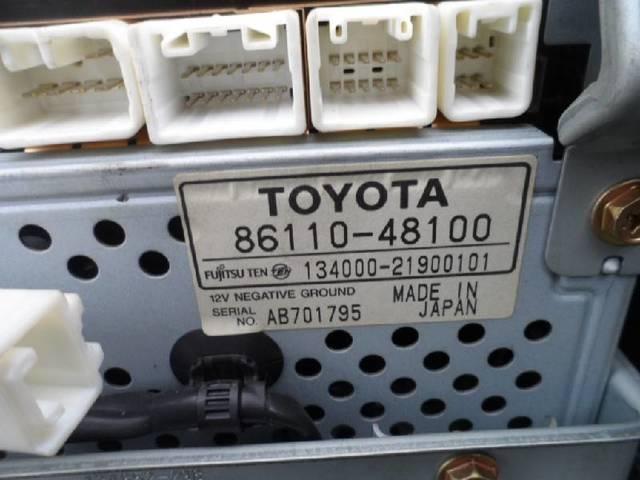 TOYOTA
86110-48100
FUJITSU TEN 134000-21900101
12V NEGATIVE GROUND MADE IN
SERIAL NO. AB701795 JAPAN